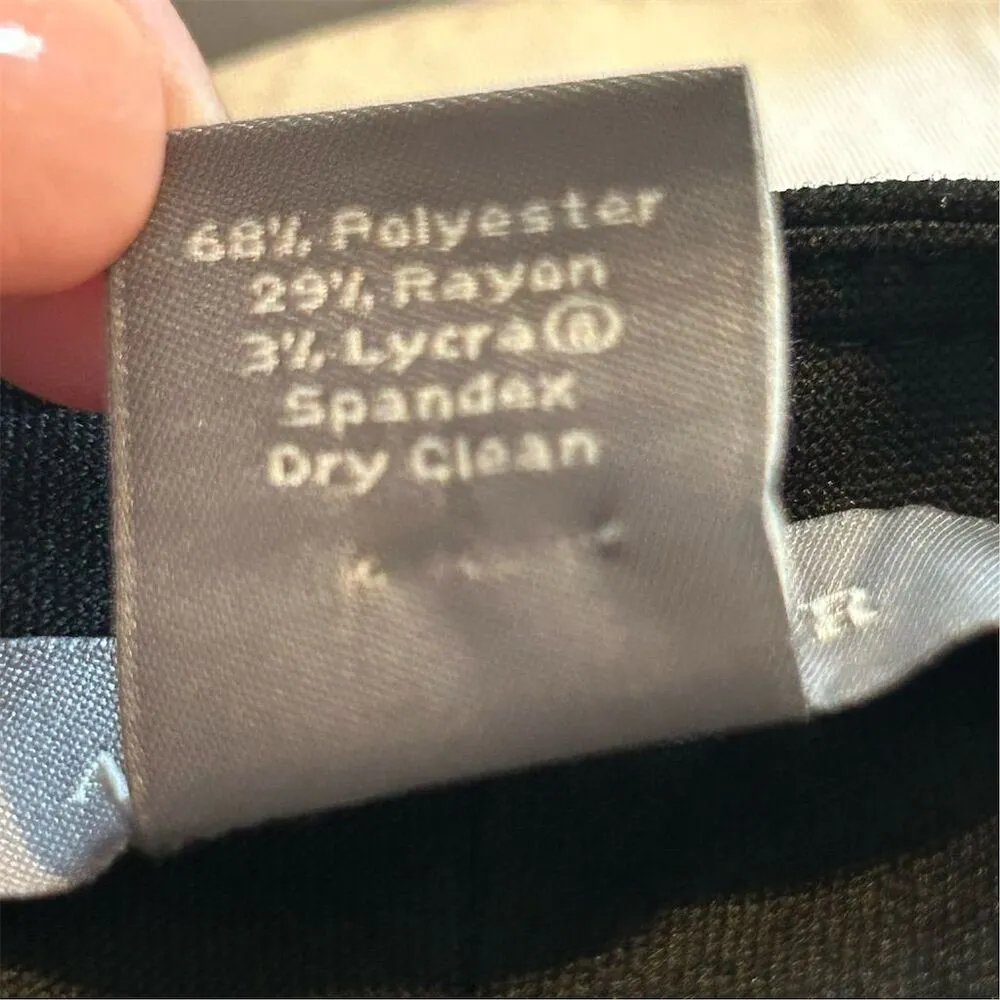 68% Polyester
29% Rayon
3% Lycra®
Spandex
Dry Clean